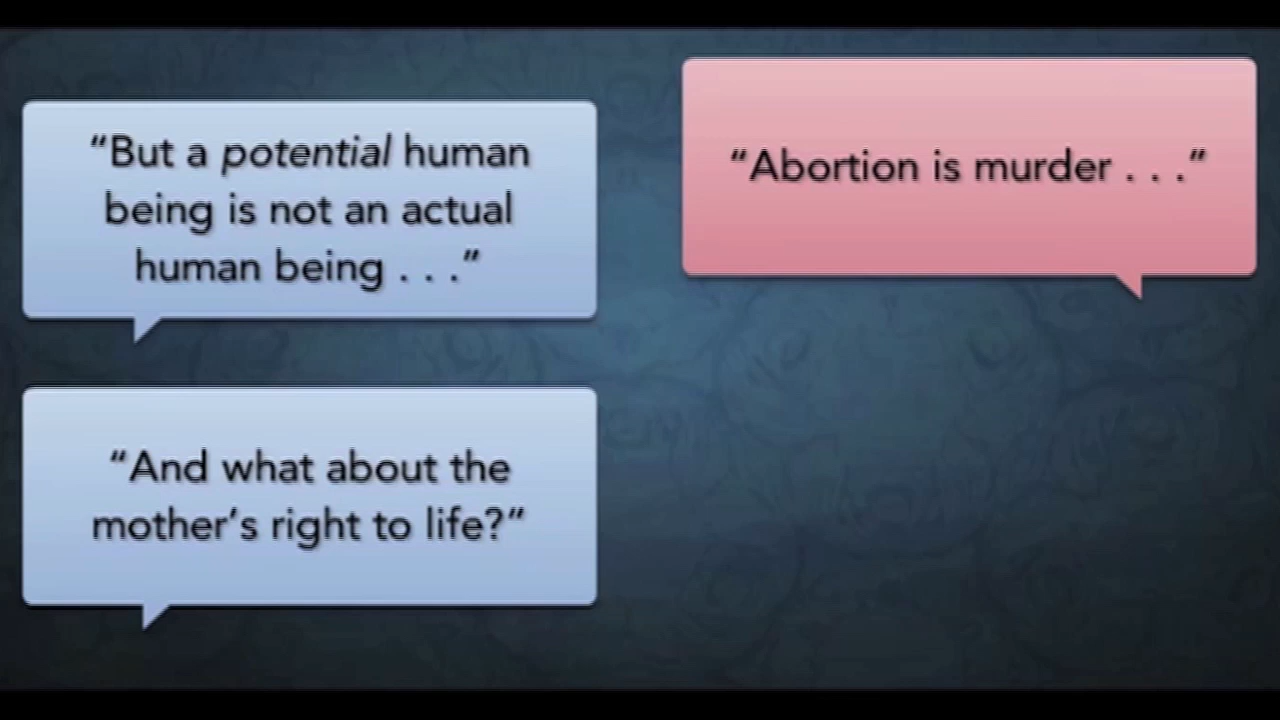 “But a potential human
being is not an actual
human being . . .”
“Abortion is murder . . .”
“And what about the
mother’s right to life?”